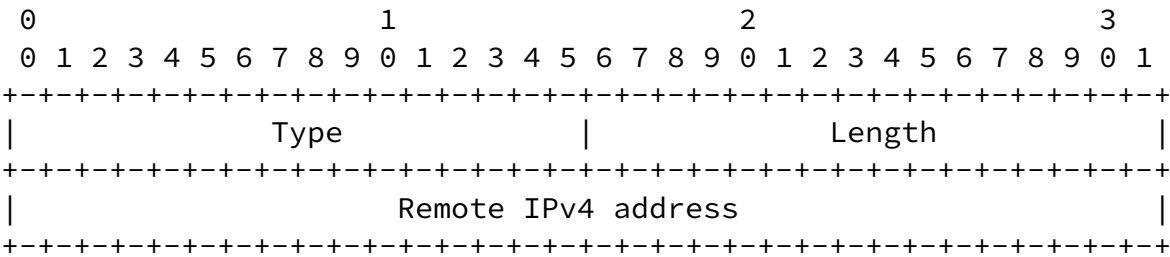 0                   1                   2                   3
 0 1 2 3 4 5 6 7 8 9 0 1 2 3 4 5 6 7 8 9 0 1 2 3 4 5 6 7 8 9 0 1
+-+-+-+-+-+-+-+-+-+-+-+-+-+-+-+-+-+-+-+-+-+-+-+-+-+-+-+-+-+-+-+-+
|              Type             |             Length            |
+-+-+-+-+-+-+-+-+-+-+-+-+-+-+-+-+-+-+-+-+-+-+-+-+-+-+-+-+-+-+-+-+
|                     Remote IPv4 address                       |
+-+-+-+-+-+-+-+-+-+-+-+-+-+-+-+-+-+-+-+-+-+-+-+-+-+-+-+-+-+-+-+-+